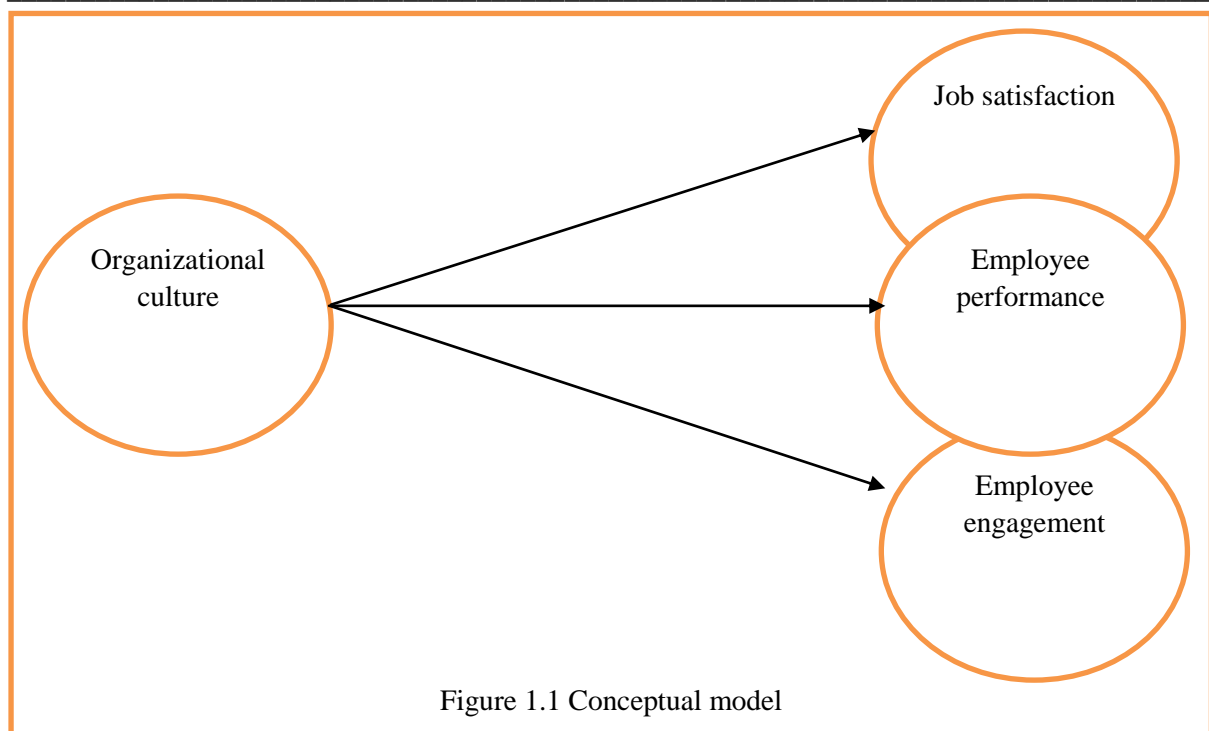 Job satisfaction
Organizational
culture
Employee
performance
Employee
engagement
Figure 1.1 Conceptual model